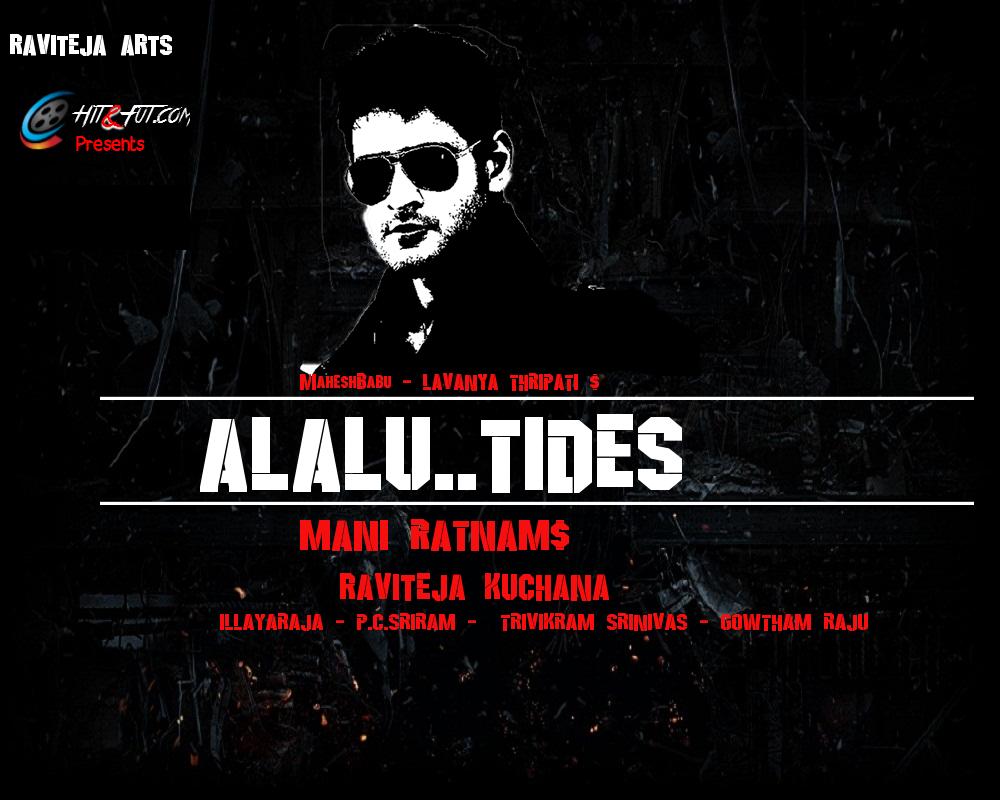 RAVITEJA ARTS
HIT&FUT.COM
Presents
MAHESHBABU - LAVANYA THRIPATI $
ALALU..TIDES
MANI RATNAM$
RAVITEJA KUCHANA
ILLAYARAJA - P.C.SRIRAM - TRIVIKRAM SRINIVAS - GOWTHAM RAJU